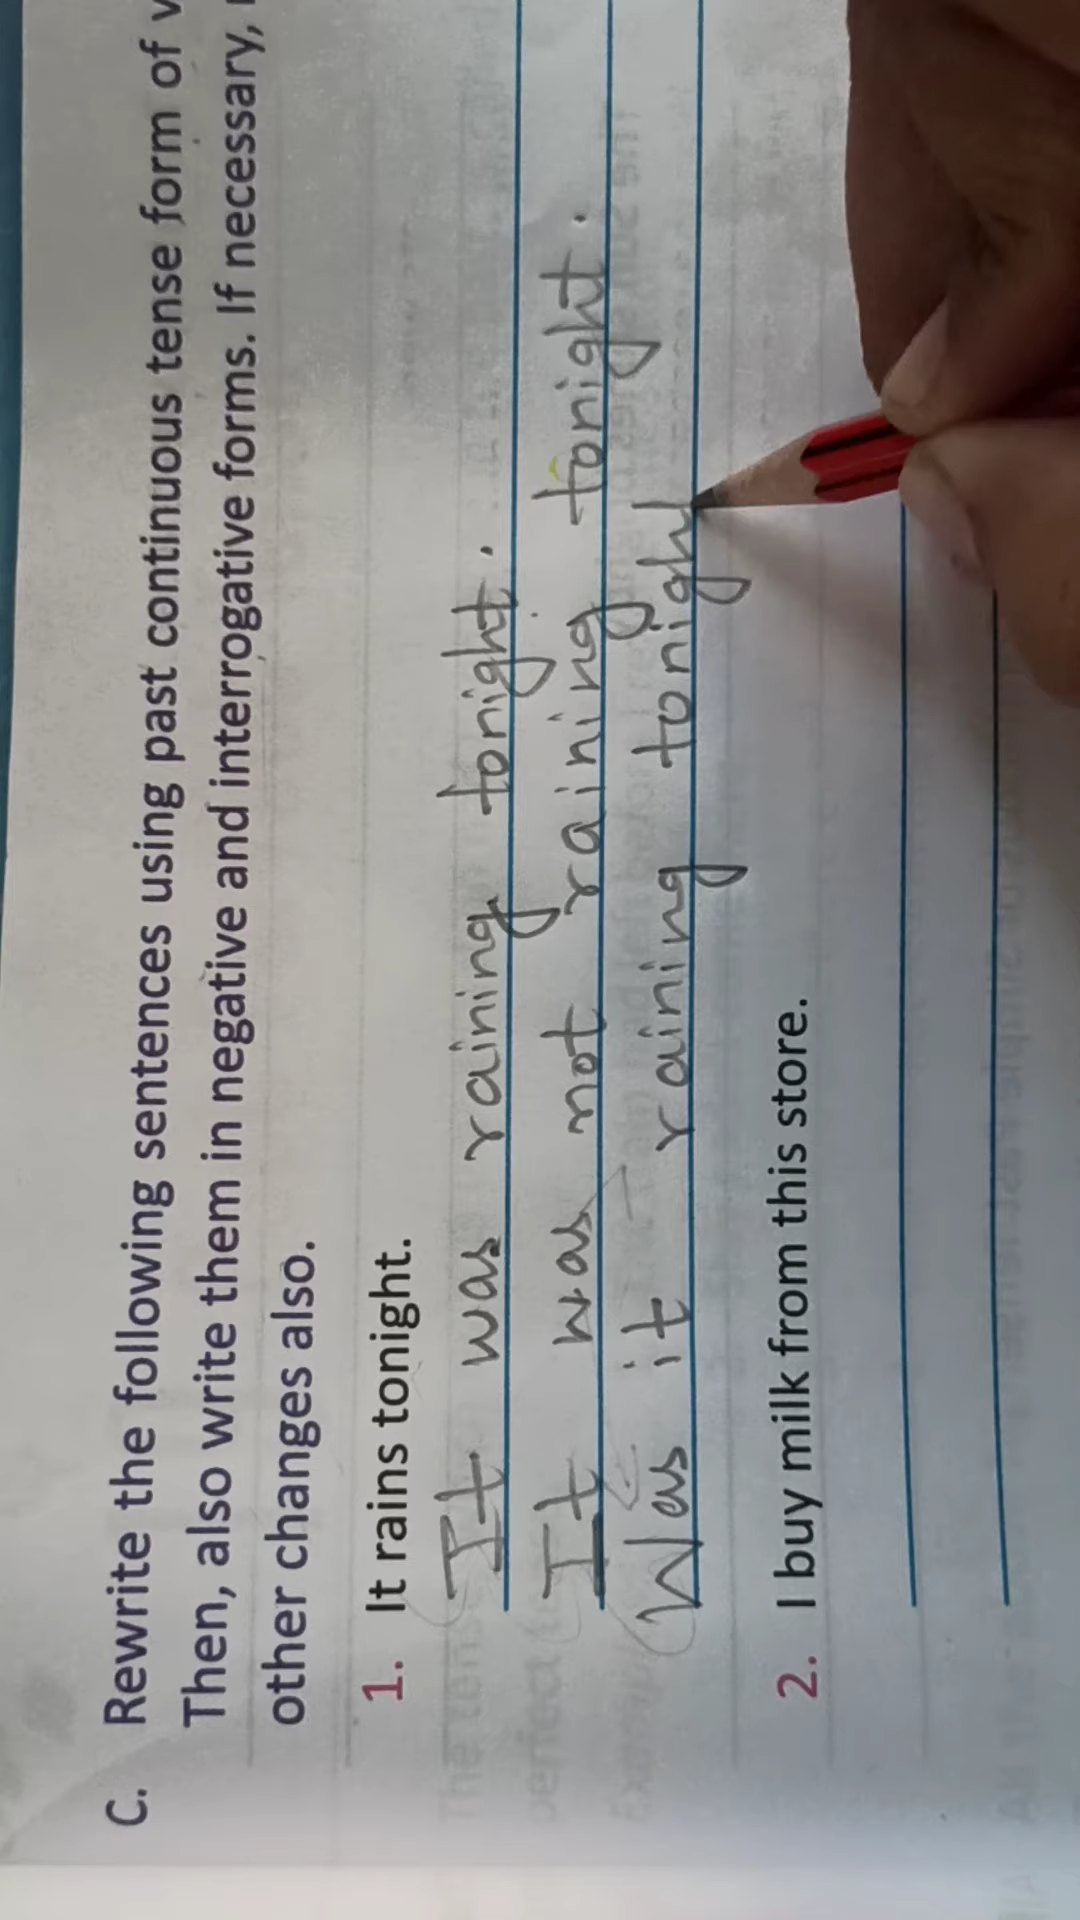 C. Rewrite the following sentences using past continuous tense form of
Then, also write them in negative and interrogative forms. If necessary,
other changes also.
1. It rains tonight.
It was raining tonight.
It was not raining tonight.
Was it raining tonigh
2. I buy milk from this store.